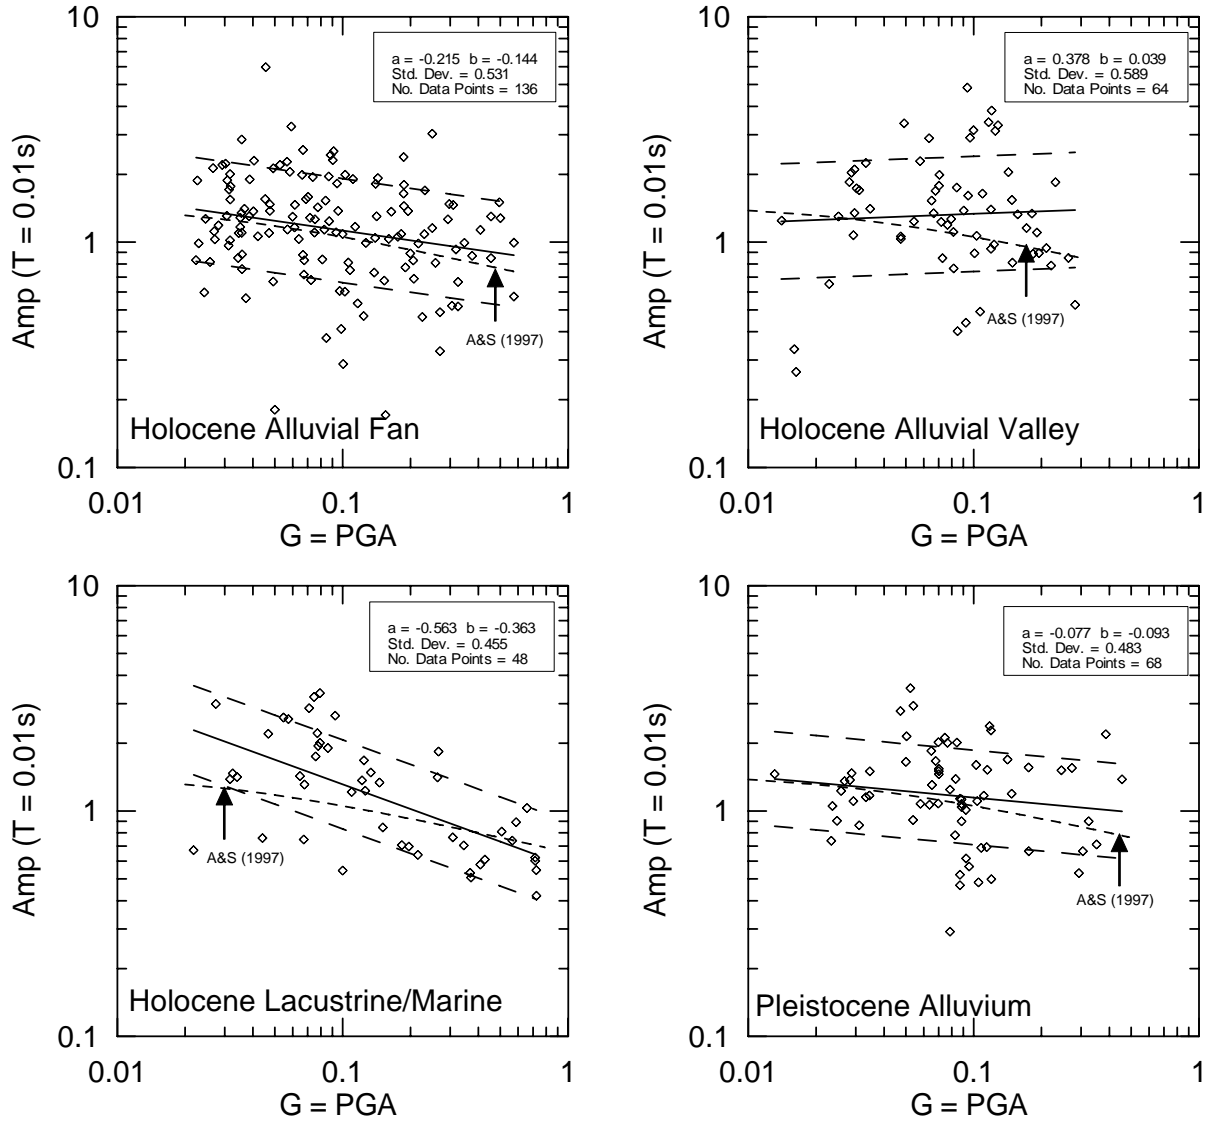 10
1
0.1
Amp (T = 0.01s)
a = -0.215 b = -0.144
Std. Dev. = 0.531
No. Data Points = 136
A&S (1997)
Holocene Alluvial Fan
0.01
0.1
1
G = PGA
10
1
0.1
Amp (T = 0.01s)
a = 0.378 b = 0.039
Std. Dev. = 0.589
No. Data Points = 64
A&S (1997)
Holocene Alluvial Valley
0.01
0.1
1
G = PGA
10
1
0.1
Amp (T = 0.01s)
a = -0.563 b = -0.363
Std. Dev. = 0.455
No. Data Points = 48
A&S (1997)
Holocene Lacustrine/Marine
0.01
0.1
1
G = PGA
10
1
0.1
Amp (T = 0.01s)
a = -0.077 b = -0.093
Std. Dev. = 0.483
No. Data Points = 68
A&S (1997)
Pleistocene Alluvium
0.01
0.1
1
G = PGA